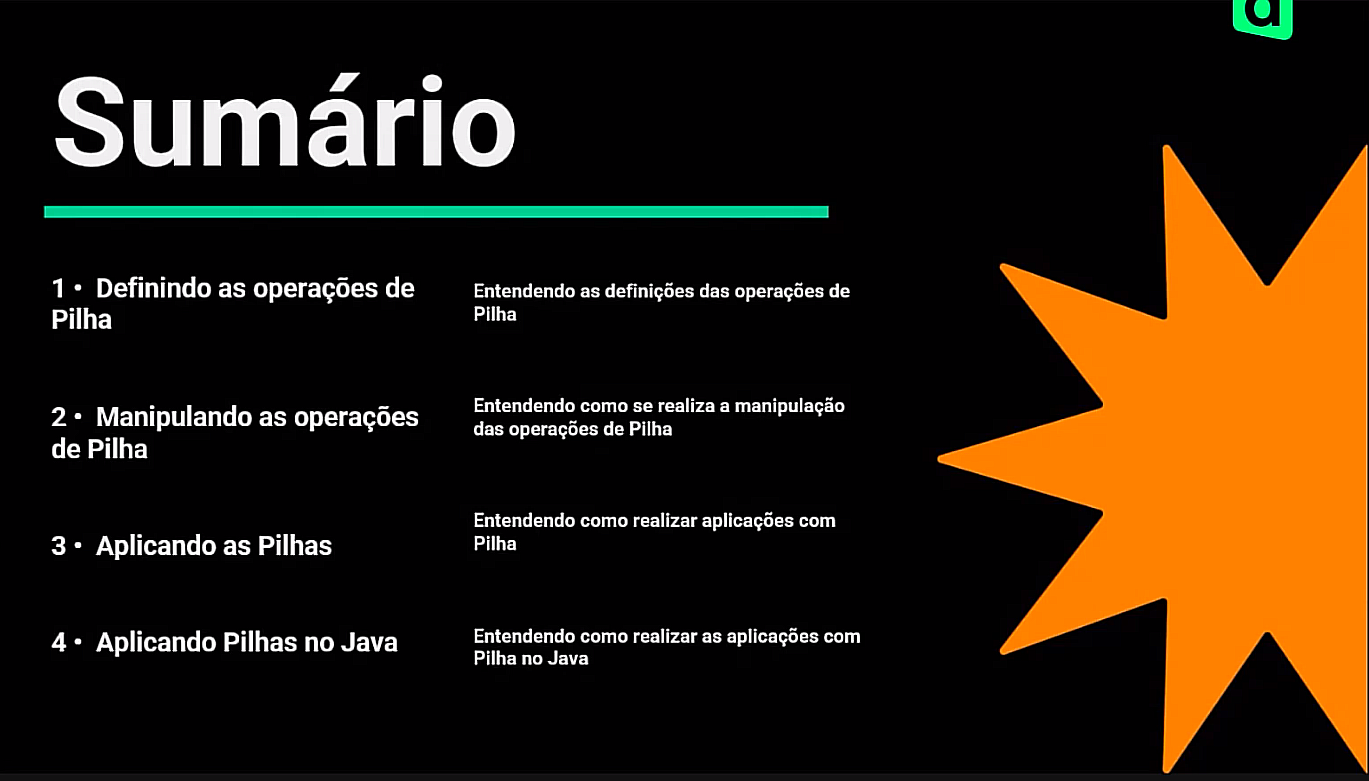 a
Sumário
1 • Definindo as operações de
Pilha
Entendendo as definições das operações de
Pilha
2 • Manipulando as operações
de Pilha
Entendendo como se realiza a manipulação
das operações de Pilha
3 • Aplicando as Pilhas
Entendendo como realizar aplicações com
Pilha
4 • Aplicando Pilhas no Java
Entendendo como realizar as aplicações com
Pilha no Java